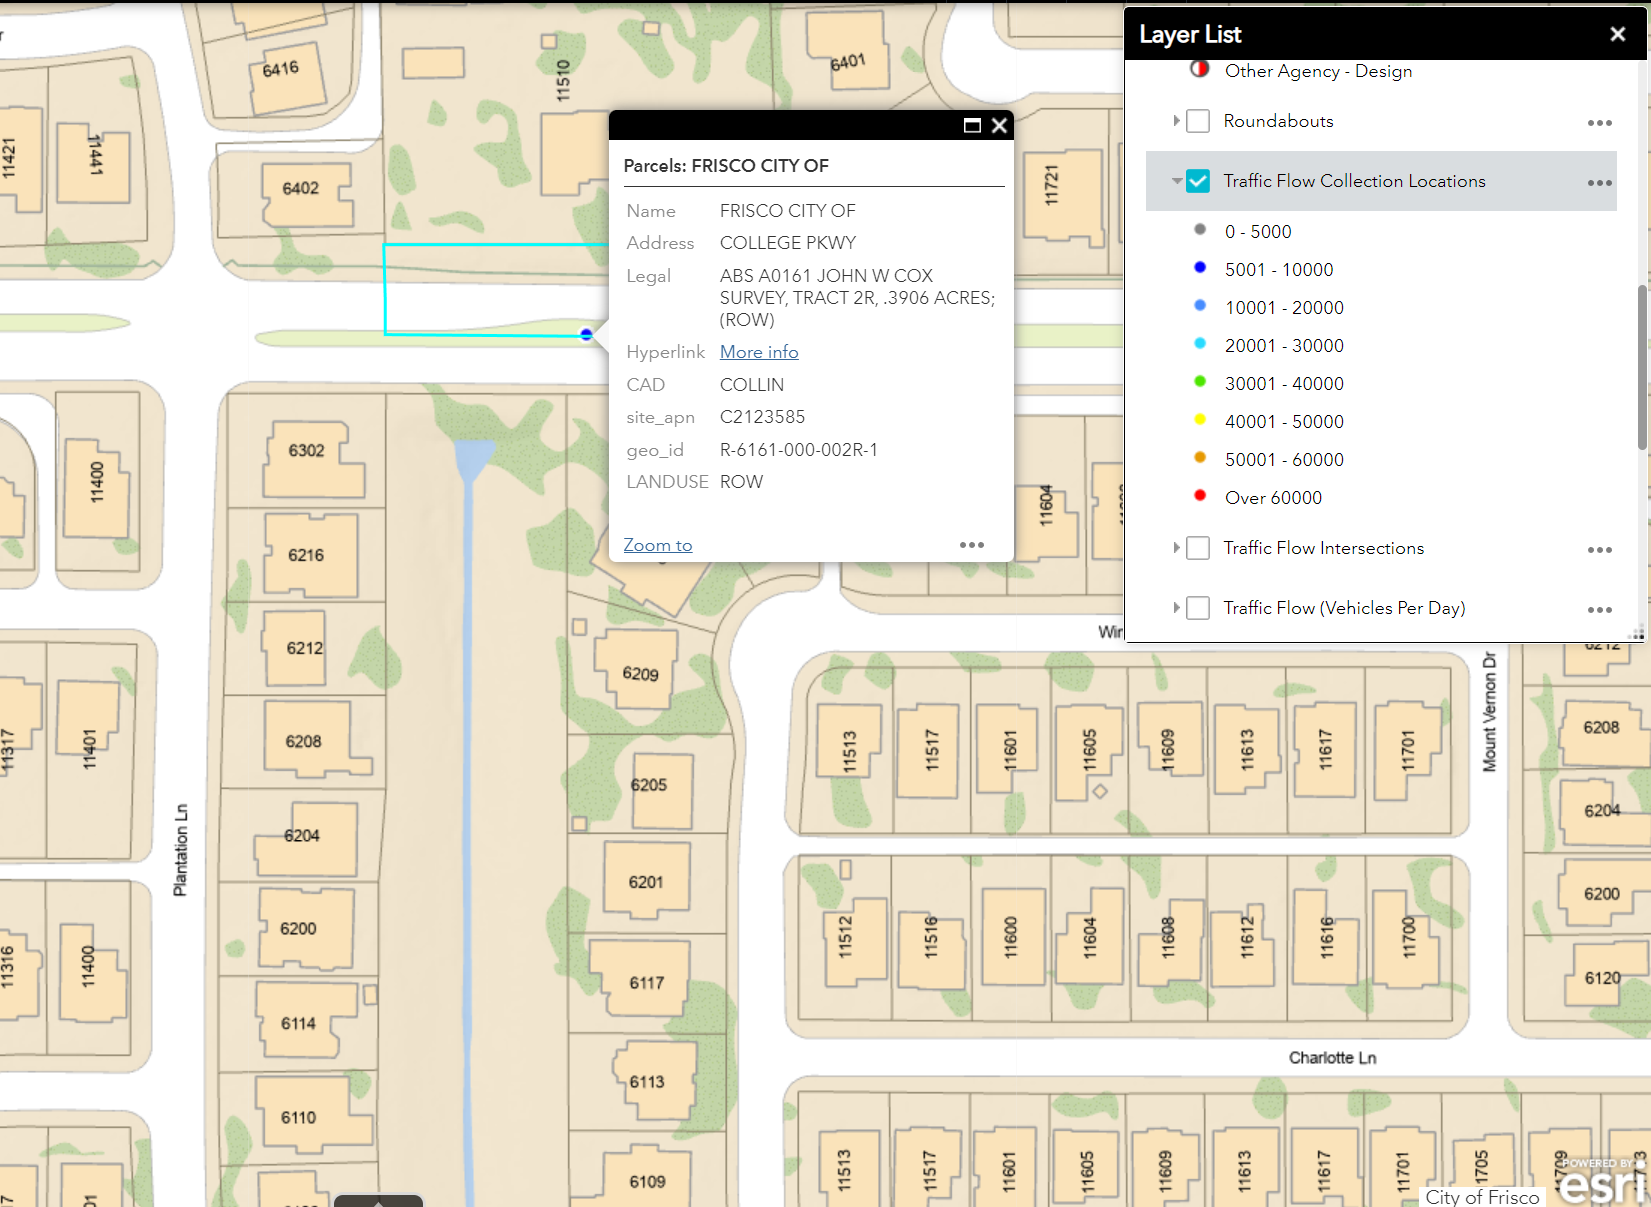 Layer List
Other Agency - Design
Roundabouts
Traffic Flow Collection Locations
0 - 5000
5001 - 10000
10001 - 20000
20001 - 30000
30001 - 40000
40001 - 50000
50001 - 60000
Over 60000
Traffic Flow Intersections
Traffic Flow (Vehicles Per Day)
Parcels: FRISCO CITY OF
Name FRISCO CITY OF
Address COLLEGE PKWY
Legal ABS A0161 JOHN W COX
SURVEY, TRACT 2R, .3906 ACRES;
(ROW)
Hyperlink More info
CAD COLLIN
site_apn C2123585
geo_id R-6161-000-002R-1
LANDUSE ROW
Zoom to
6416
11510
6401
11421
11441
6402
11721
6302
11400
11604
6216
6212
6209
6208
11317
11401
6205
6204
Plantation Ln
6201
6200
11316
11400
6117
6114
6113
6110
6109
Mount Vernon Dr
11513
11517
11601
11605
11609
11613
11617
11701
6208
6204
6200
6120
11512
11516
11600
11604
11608
11612
11616
11700
Charlotte Ln
11513
11517
11601
11605
11609
11613
11617
11701
11705
City of Frisco
POWERED BY
esri